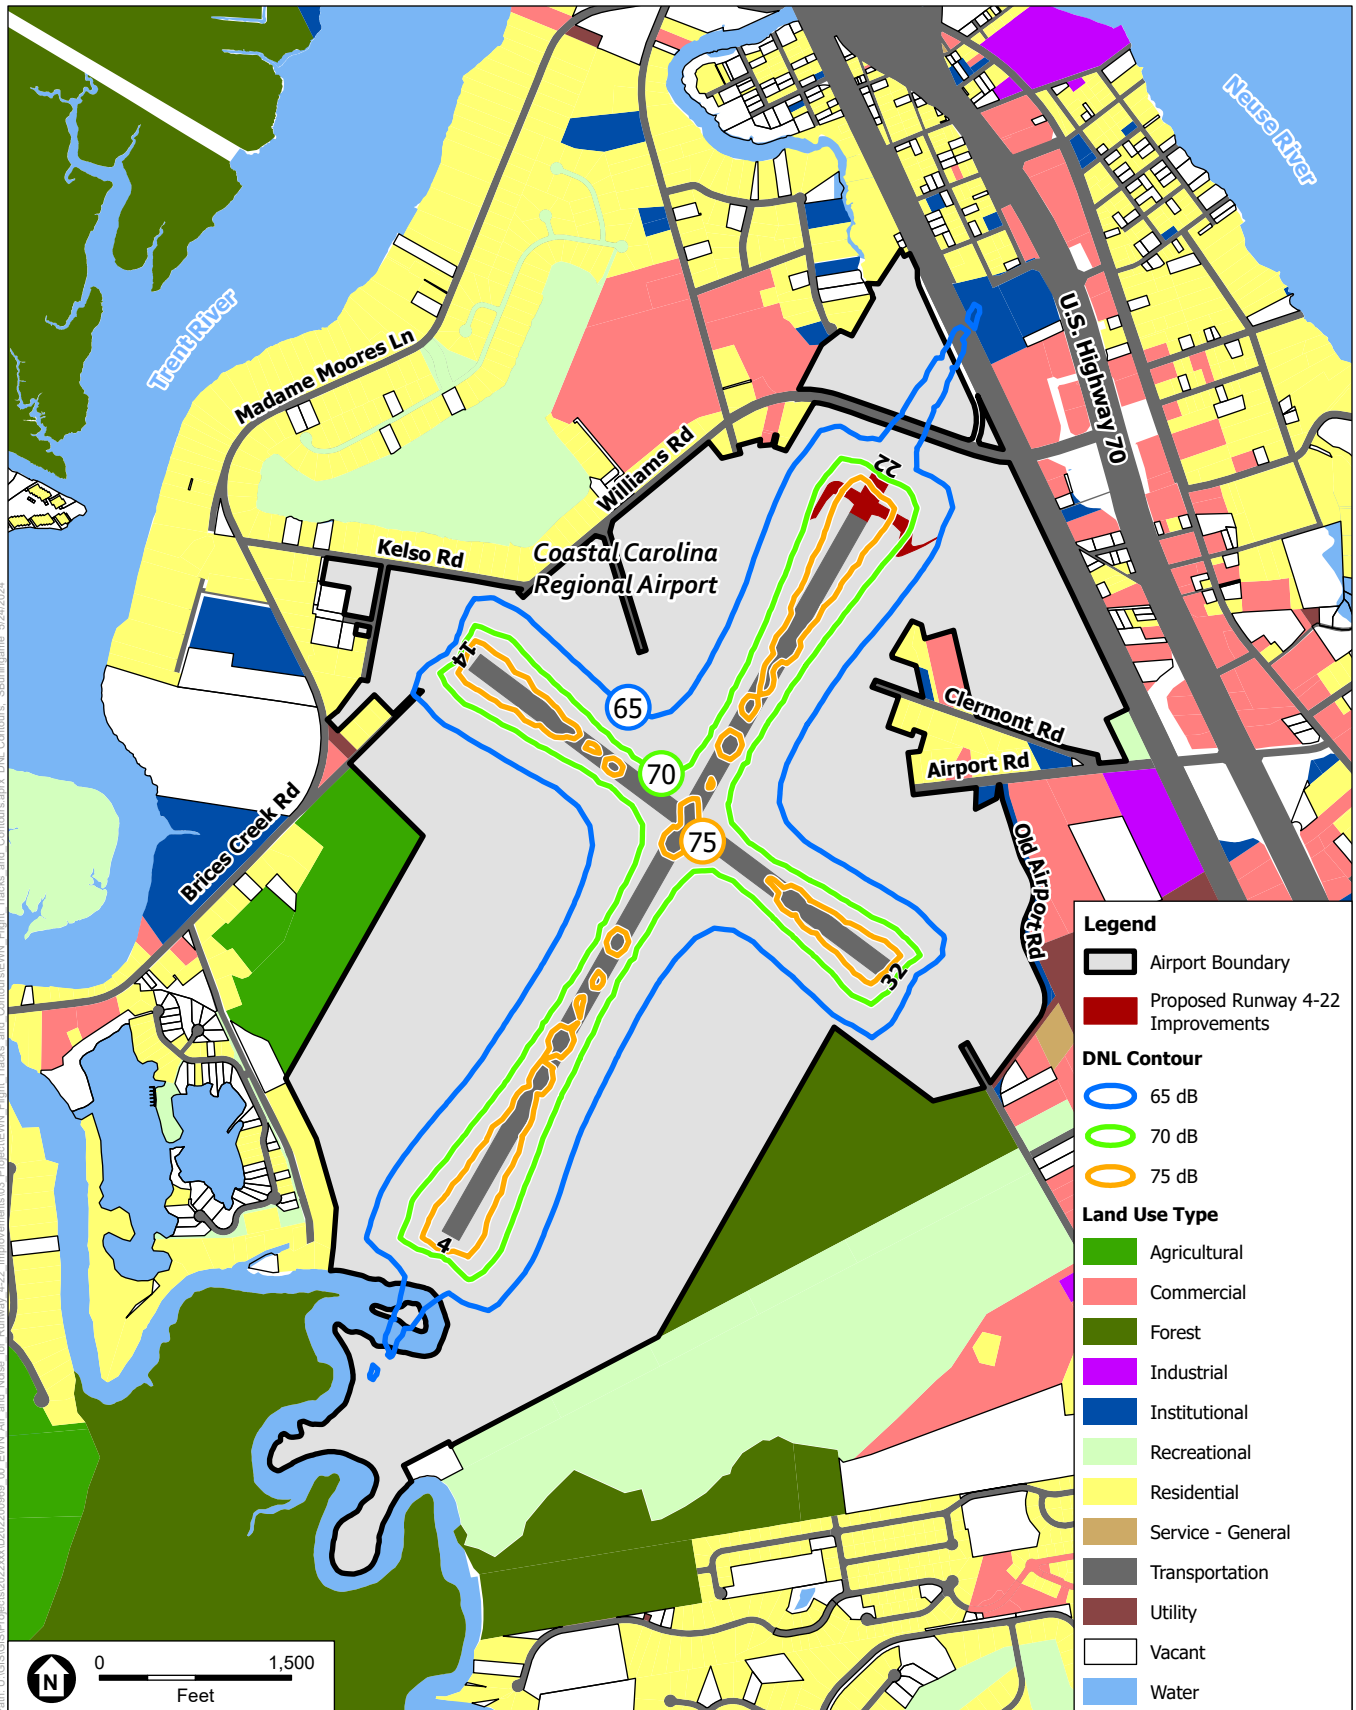 Neuse River
Trent River
U.S. Highway 70
Madame Moores Ln
Williams Rd
22
Kelso Rd
Coastal Carolina
Regional Airport
14
65
Clermont Rd
70
Airport Rd
75
Brices Creek Rd
Old Airport Rd
32
4
Legend
Airport Boundary
Proposed Runway 4-22
Improvements
DNL Contour
65 dB
70 dB
75 dB
Land Use Type
Agricultural
Commercial
Forest
Industrial
Institutional
Recreational
Residential
Service - General
Transportation
Utility
Vacant
Water
N
0 1,500
Feet